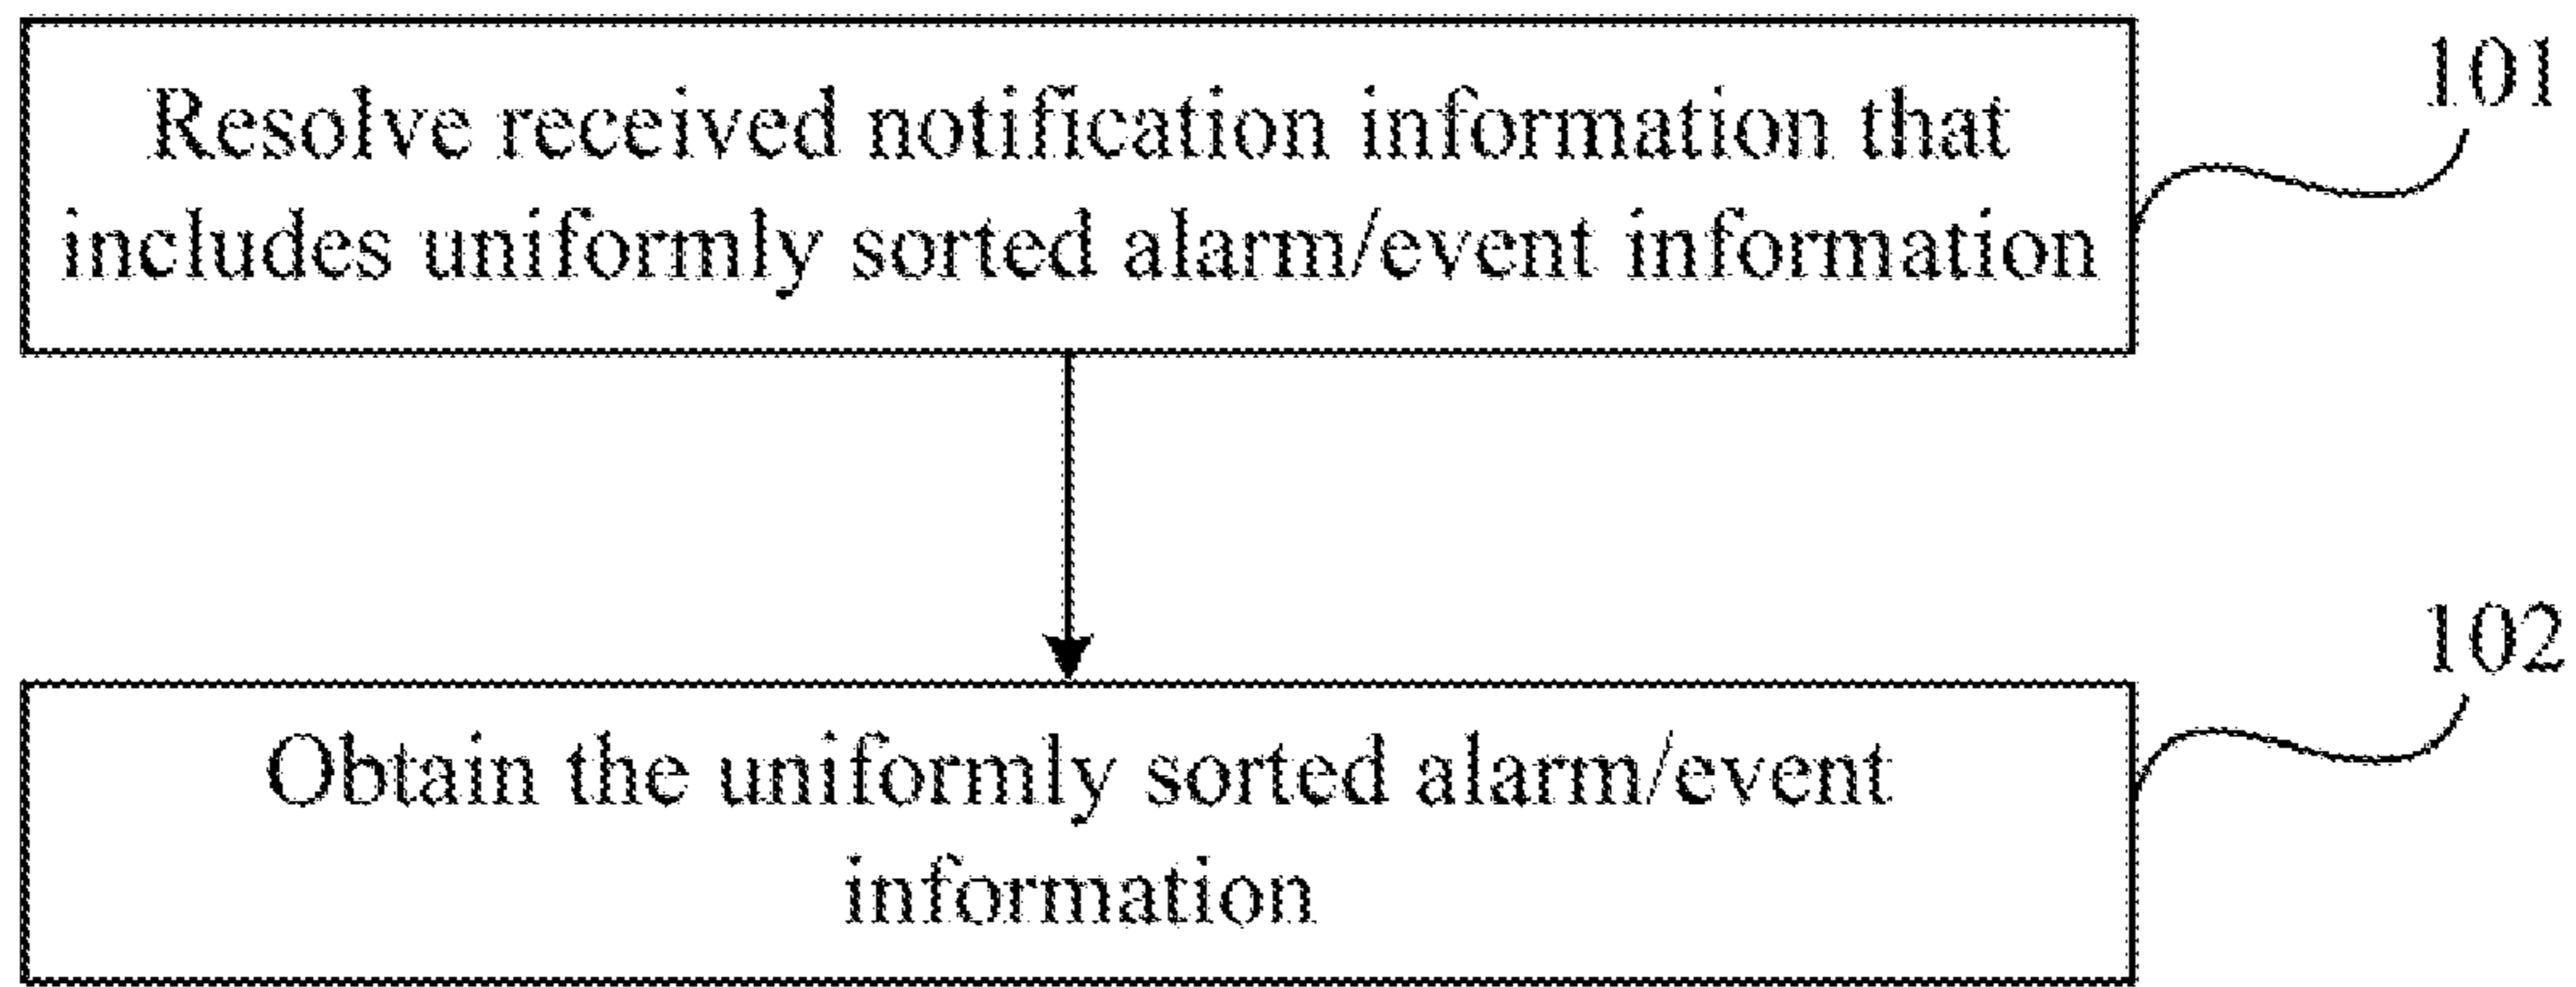 Resolve received notification information that
includes uniformly sorted alarm/event information
101
Obtain the uniformly sorted alarm/event
information
102